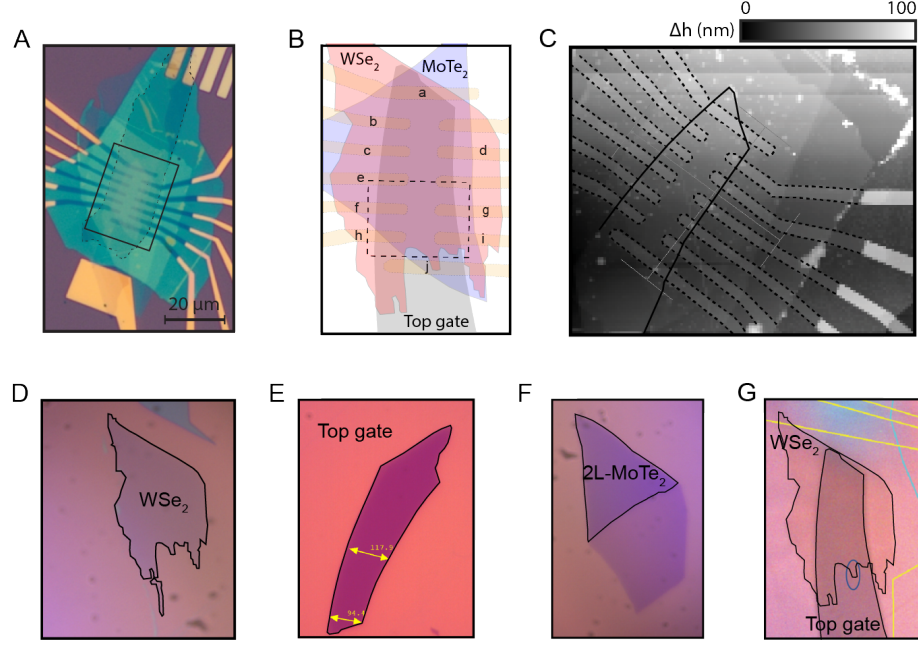 0 100
Δh (nm)
A
B
C
WSe2
MoTe2
a
b
c
d
e
f
g
h
i
j
20 μm
Top gate
D
E
F
G
WSe2
Top gate
117.9
94.4
2L-MoTe2
WSe2
Top gate